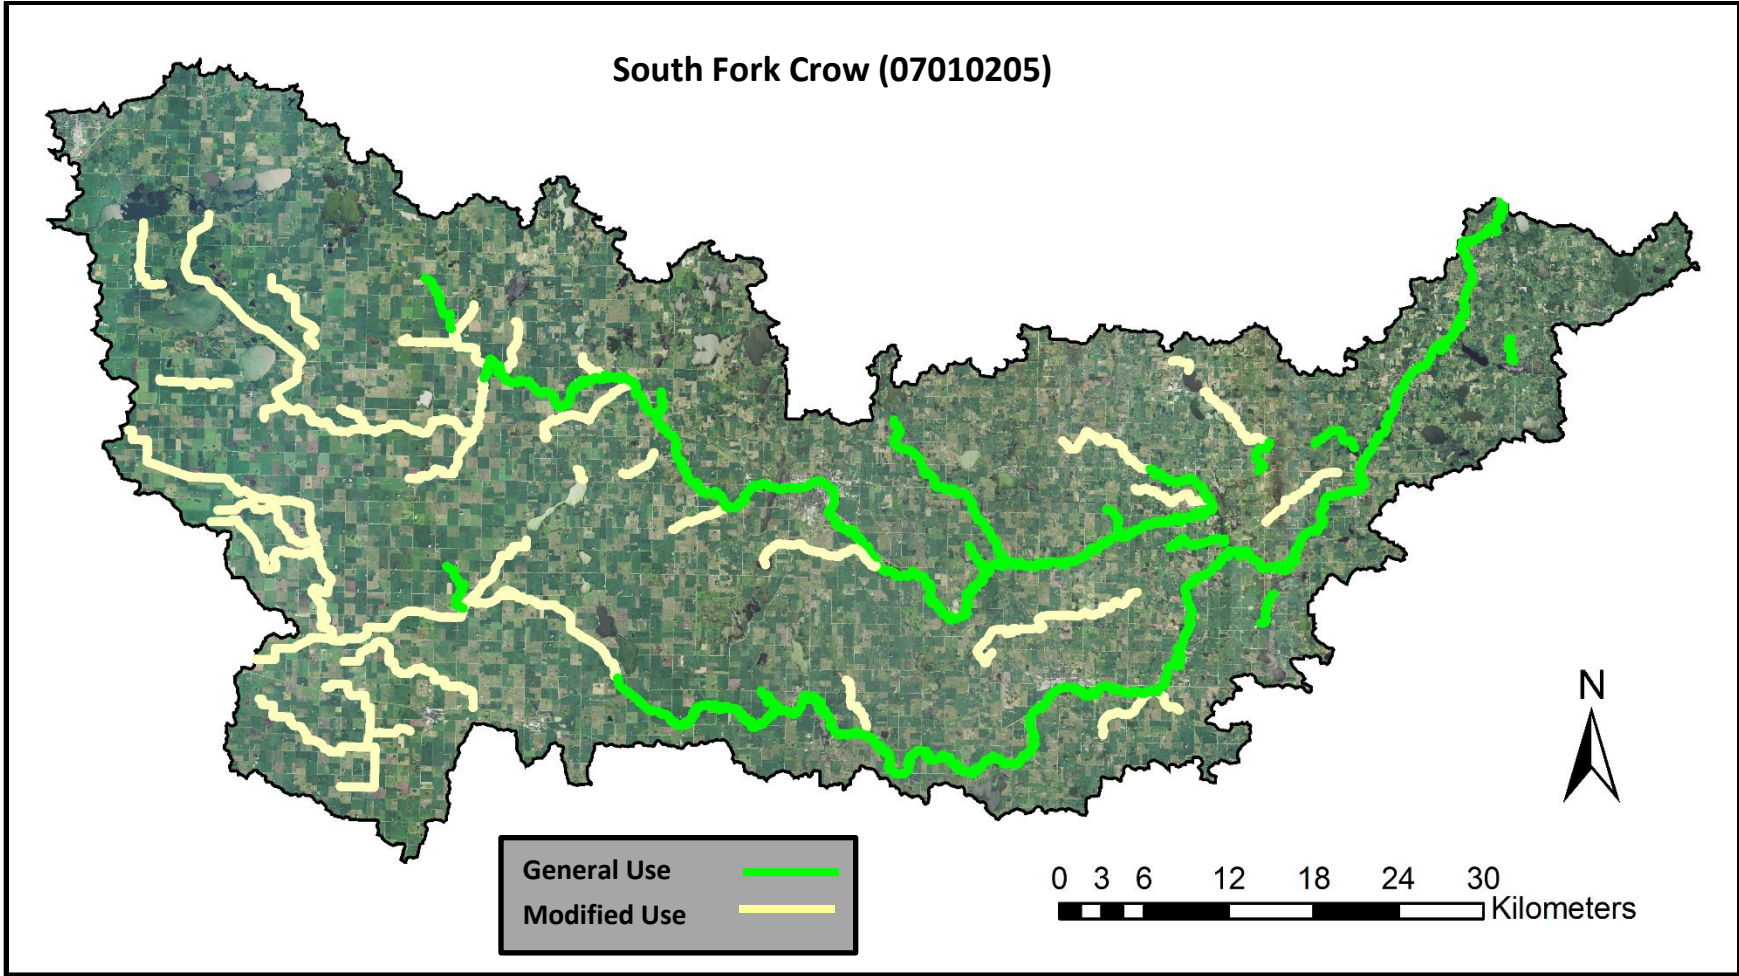 South Fork Crow (07010205)
N
General Use
Modified Use
0 3 6 12 18 24 30
Kilometers